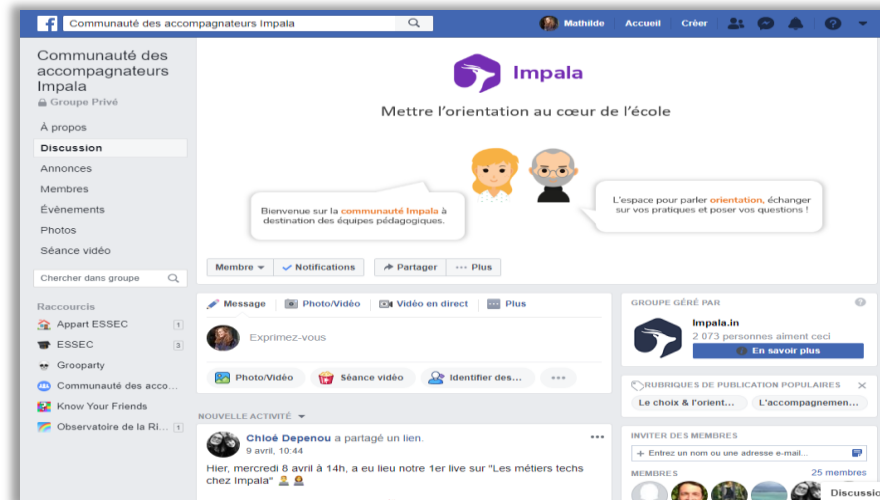 Communauté des accompagnateurs Impala
Mathilde
Accueil
Créer
Communauté des
accompagnateurs
Impala
Groupe Privé
À propos
Discussion
Annonces
Membres
Évènements
Photos
Séance vidéo
Chercher dans groupe
Raccourcis
Appart ESSEC 1
ESSEC 3
Grooparty
Communauté des acco...
Know Your Friends
Observatoire de la Ri... 1
Impala
Mettre l'orientation au cœur de l'école
Bienvenue sur la communauté Impala à
destination des équipes pédagogiques.
L'espace pour parler orientation, échanger
sur vos pratiques et poser vos questions !
Membre
Notifications
Partager
Plus
Message
Photo/Vidéo
Vidéo en direct
Plus
Exprimez-vous
Photo/Vidéo
Séance vidéo
Identifier des...
NOUVELLE ACTIVITÉ
Chloé Depenou a partagé un lien.
9 avril, 10:44
Hier, mercredi 8 avril à 14h, a eu lieu notre 1er live sur "Les métiers techs
chez Impala"
GROUPE GÉRÉ PAR
Impala.in
2 073 personnes aiment ceci
En savoir plus
RUBRIQUES DE PUBLICATION POPULAIRES
Le choix & l'orient...
L'accompagnemen...
INVITER DES MEMBRES
+ Entrez un nom ou une adresse e-mail...
MEMBRES
25 membres
Discussio